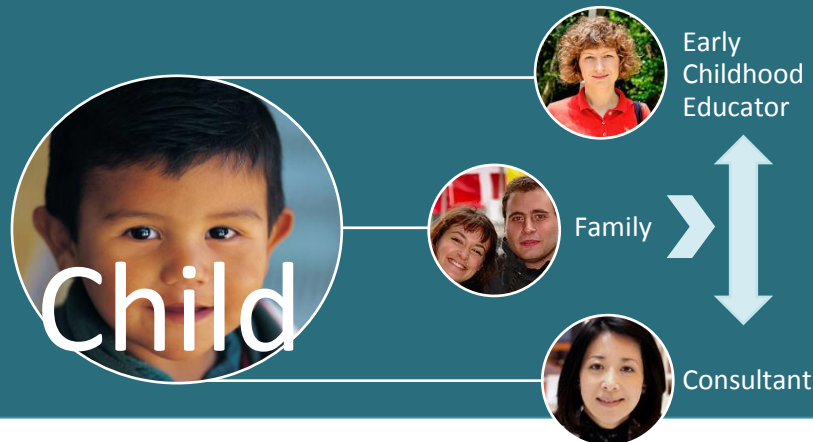 Early
Childhood
Educator
Family
Child
Consultant